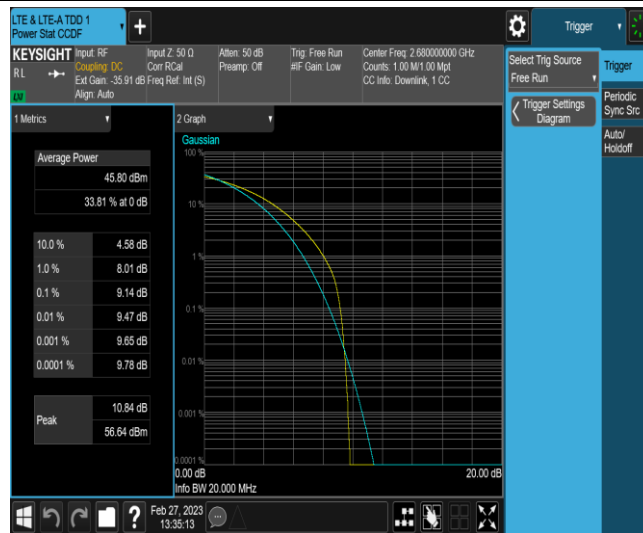 LTE & LTE-A TDD 1
Power Stat CCDF
Trigger
KEYSIGHT
RL
LXI
Input: RF
Coupling: DC
Ext Gain: -35.91 dB
Align: Auto
Input Z: 50 Ω
Corr RCal
Freq Ref: Int (S)
Atten: 50 dB
Preamp: Off
Trig: Free Run
#IF Gain: Low
Center Freq: 2.680000000 GHz
Counts: 1.00 M/1.00 Mpt
CC Info: Downlink, 1 CC
Select Trig Source
Free Run
Trigger Settings
Diagram
Trigger
Periodic
Sync Src
Auto/
Holdoff
1 Metrics
Average Power
45.80 dBm
33.81 % at 0 dB
10.0 % 4.58 dB
1.0 % 8.01 dB
0.1 % 9.14 dB
0.01 % 9.47 dB
0.001 % 9.65 dB
0.0001 % 9.78 dB
Peak
10.84 dB
56.64 dBm
2 Graph
Gaussian
100 %
10 %
1 %
0.1 %
0.01 %
0.001 %
0.0001 %
0.00 dB
20.00 dB
Info BW 20.000 MHz
Feb 27, 2023
13:35:13